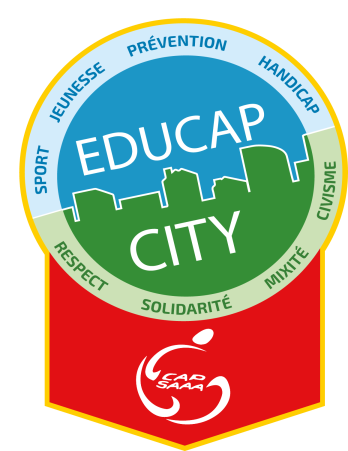 SPORT JEUNESSE PRÉVENTION HANDICAP
EDUCAP
CITY
RESPECT SOLIDARITÉ MIXITÉ CIVISME
CAP
SAAA